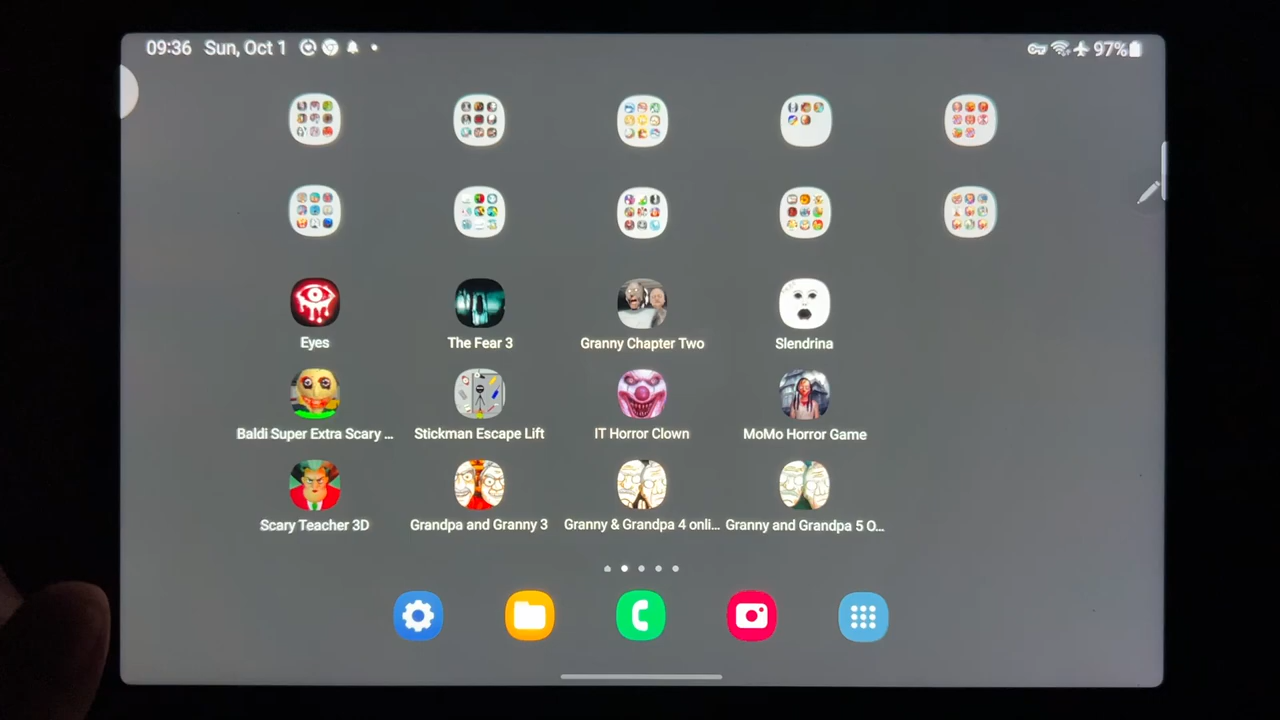 09:36 Sun, Oct 1 97%
Eyes The Fear 3 Granny Chapter Two Slendrina
Baldi Super Extra Scary ... Stickman Escape Lift IT Horror Clown MoMo Horror Game
Scary Teacher 3D Grandpa and Granny 3 Granny & Grandpa 4 onli... Granny and Grandpa 5 O...